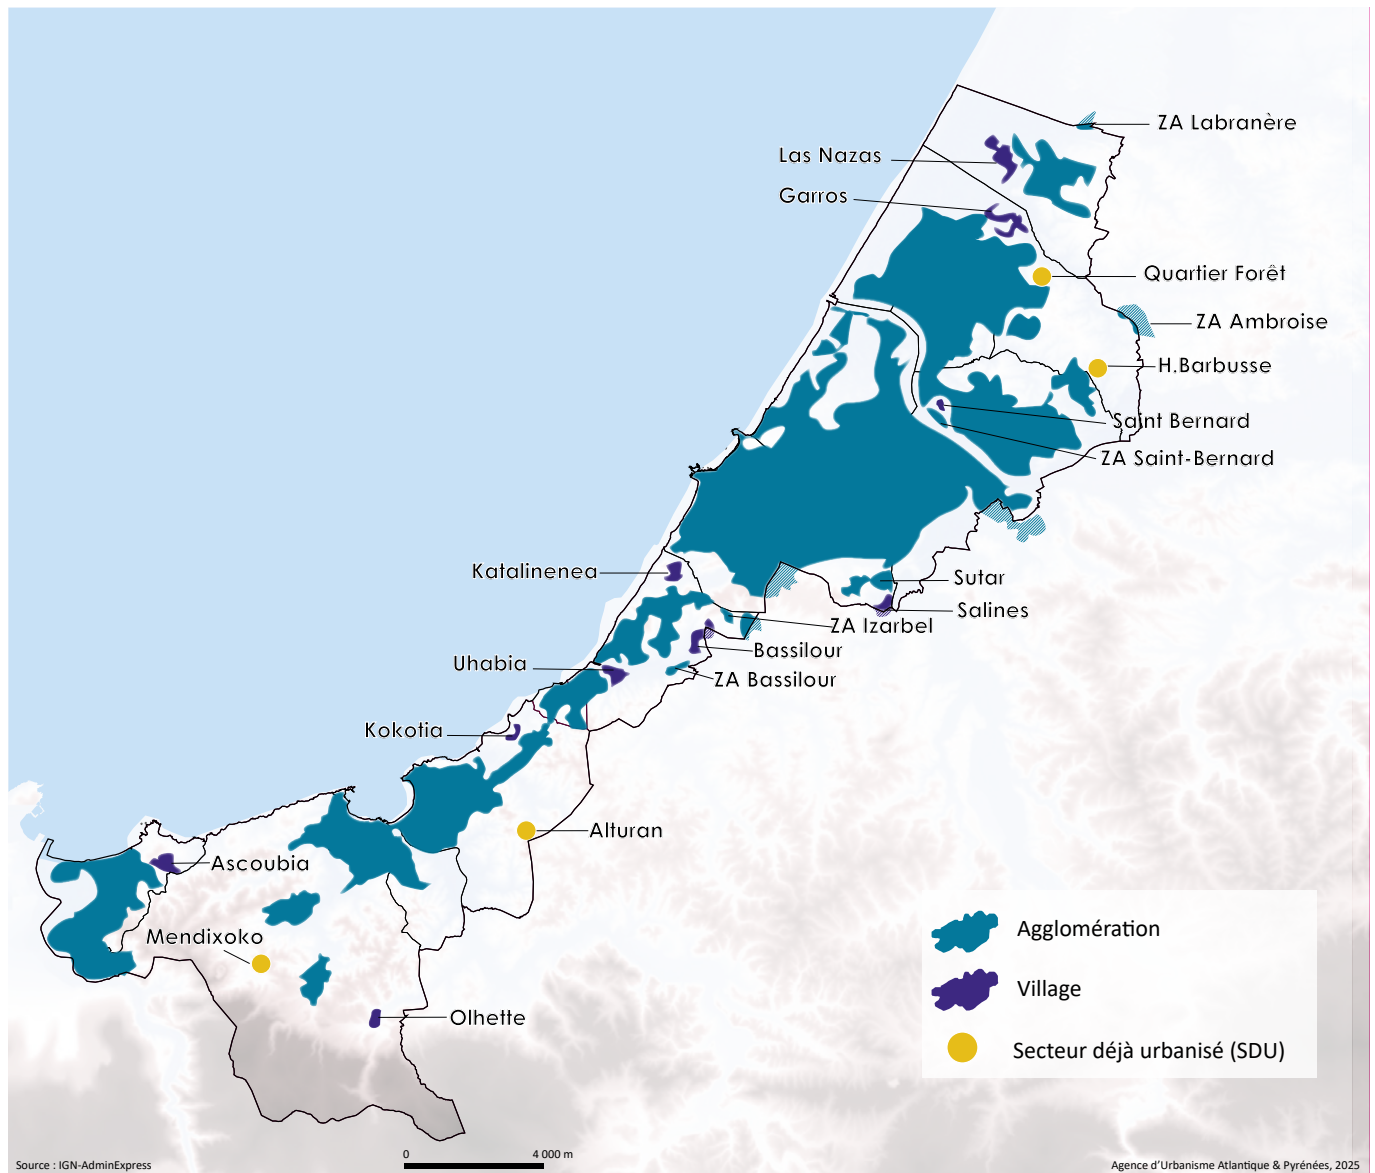 ZA Labranère
Las Nazas
Garros
Quartier Forêt
ZA Ambroise
H.Barbusse
Saint Bernard
ZA Saint-Bernard
Katalinenea
Sutar
Salines
ZA Izarbel
Bassilour
Uhabia
ZA Bassilour
Kokotia
Alturan
Ascoubia
Mendixoko
Olhette
Agglomération
Village
Secteur déjà urbanisé (SDU)
0 4 000 m
Source : IGN-AdminExpress
Agence d'Urbanisme Atlantique & Pyrénées, 2025